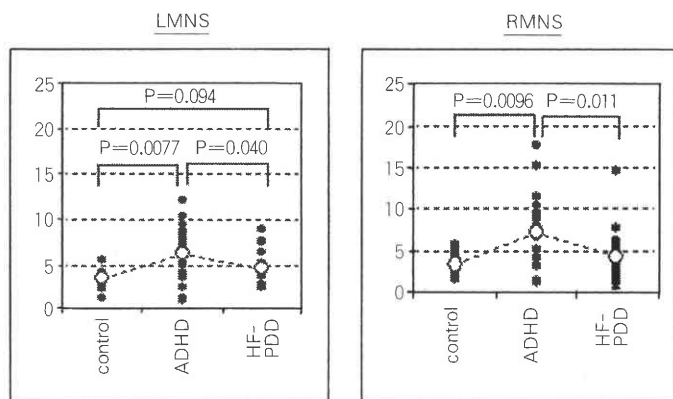 LMNS
25
20
15
10
5
0
P=0.094
P=0.0077
P=0.040
control
ADHD
HF-
PDD
RMNS
25
20
15
10
5
0
P=0.0096
P=0.011
control
ADHD
HF-
PDD